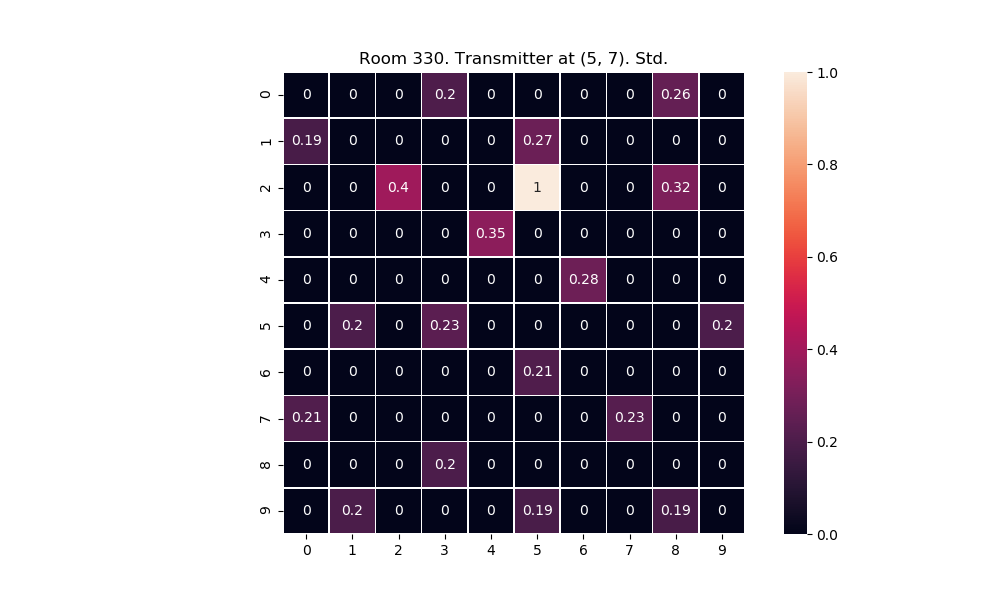 Room 330. Transmitter at (5, 7). Std.
0 0 0 0 0.2 0 0 0 0 0.26 0
1 0.19 0 0 0 0 0.27 0 0 0 0
2 0 0 0.4 0 0 1 0 0 0.32 0
3 0 0 0 0 0.35 0 0 0 0 0
4 0 0 0 0 0 0 0.28 0 0 0
5 0 0.2 0 0.23 0 0 0 0 0 0.2
6 0 0 0 0 0 0.21 0 0 0 0
7 0.21 0 0 0 0 0 0 0.23 0 0
8 0 0 0 0.2 0 0 0 0 0 0
9 0 0.2 0 0 0 0.19 0 0 0.19 0
0 1 2 3 4 5 6 7 8 9
1.0
0.8
0.6
0.4
0.2
0.0